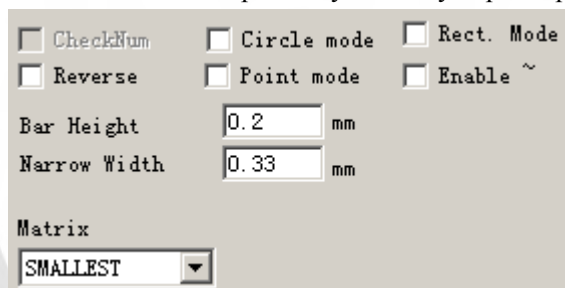 CheckNum Circle mode Rect. Mode
Reverse Point mode Enable ~
Bar Height 0.2 mm
Narrow Width 0.33 mm
Matrix
SMALLEST